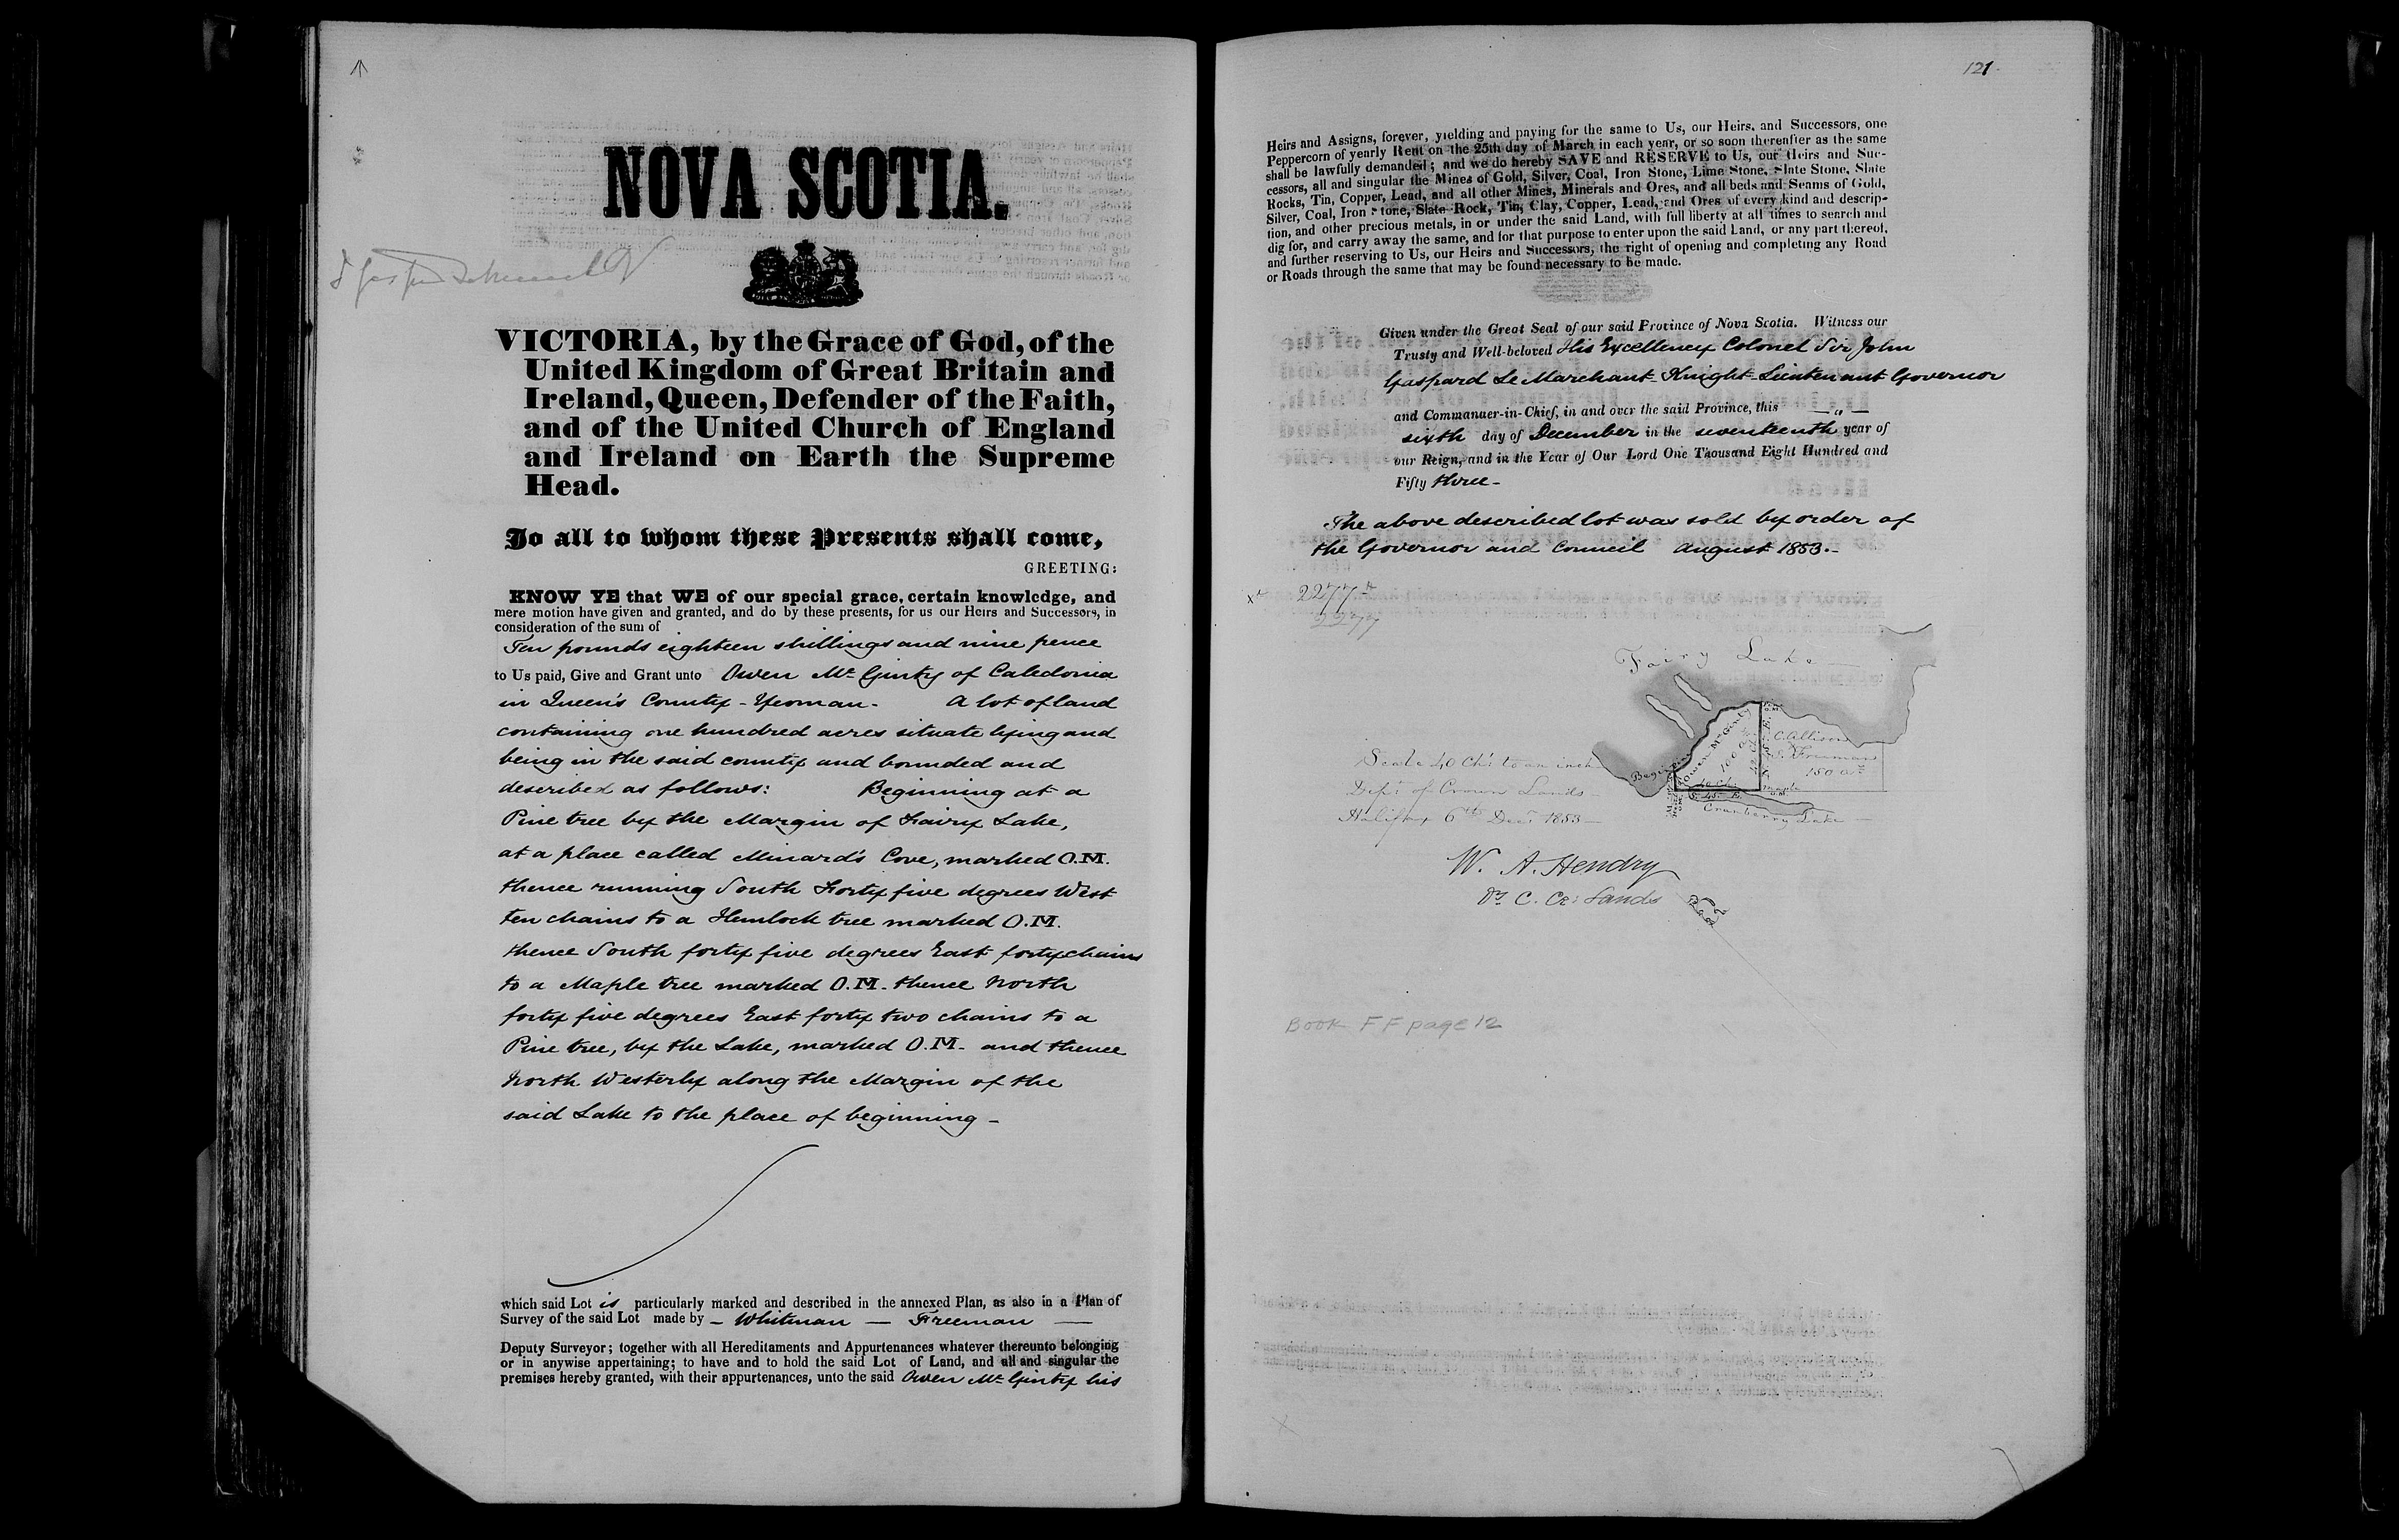 NOVA SCOTIA.
VICTORIA, by the Grace of God, of the
United Kingdom of Great Britain and
Ireland, Queen, Defender of the Faith,
and of the United Church of England
and Ireland on Earth the Supreme
Head.
To all to whom these Presents shall come,
GREETING:
KNOW YE that WE of our special grace, certain knowledge, and
mere motion have given and granted, and do by these presents, for us our Heirs and Successors, in
consideration of the sum of
Ten pounds eighteen shillings and nine pence
to Us paid, Give and Grant unto Owen McGinty of Caledonia
in Queen's County - Yeoman - A lot of land
containing one hundred acres situate lying and
being in the said county and bounded and
described as follows: Beginning at a
Pine tree by the Margin of Fairy Lake,
at a place called Minard's Cove, marked O.M.
thence running South Forty five degrees West
ten chains to a Hemlock tree marked O.M.
thence South forty five degrees East forty chains
to a Maple tree marked O.M. thence North
forty five degrees East forty two chains to a
Pine tree, by the Lake, marked O.M. and thence
North Westerly along the Margin of the
said Lake to the place of beginning -
which said Lot is particularly marked and described in the annexed Plan, as also in a Plan of
Survey of the said Lot made by - Whitman - Freeman -
Deputy Surveyor; together with all Hereditaments and Appurtenances whatever thereunto belonging
or in anywise appertaining; to have and to hold the said Lot of Land, and all and singular the
premises hereby granted, with their appurtenances, unto the said Owen McGinty his
121
Heirs and Assigns, forever, yielding and paying for the same to Us, our Heirs, and Successors, one
Peppercorn of yearly Rent on the 25th day of March in each year, or so soon thereafter as the same
shall be lawfully demanded; and we do hereby SAVE and RESERVE to Us, our Heirs and Suc-
cessors, all and singular the Mines of Gold, Silver, Coal, Iron Stone, Lime Stone, Slate Stone, Slate
Rocks, Tin, Copper, Lead, and all other Mines, Minerals and Ores, and all beds and Seams of Gold,
Silver, Coal, Iron Stone, Slate Rock, Tin, Clay, Copper, Lead, and Ores of every kind and descrip-
tion, and other precious metals, in or under the said Land, with full liberty at all times to search and
dig for, and carry away the same, and for that purpose to enter upon the said Land, or any part thereof,
and further reserving to Us, our Heirs and Successors, the right of opening and completing any Road
or Roads through the same that may be found necessary to be made.
Given under the Great Seal of our said Province of Nova Scotia. Witness our
Trusty and Well-beloved His Excellency Colonel Sir John
Gaspard Le Marchant Knight Lieutenant Governor
and Commander-in-Chief, in and over the said Province, this
sixth day of December in the seventeenth year of
our Reign, and in the Year of Our Lord One Thousand Eight Hundred and
Fifty three -
The above described lot was sold by order of
the Governor and Council August 1853.-
2277
2277
Fairy Lake
Beginning
Owen McGinty
100 a
C. Allison
S. Freeman
150 acs
40 Chs
S. 45 E.
Maple
O.M.
Cranberry Lake
Scale 40 Chs to an inch
Dept of Crown Lands
Halifax 6th Decr 1853
W. A. Hendry
Dy C. Cr: Lands
Book FF page 12